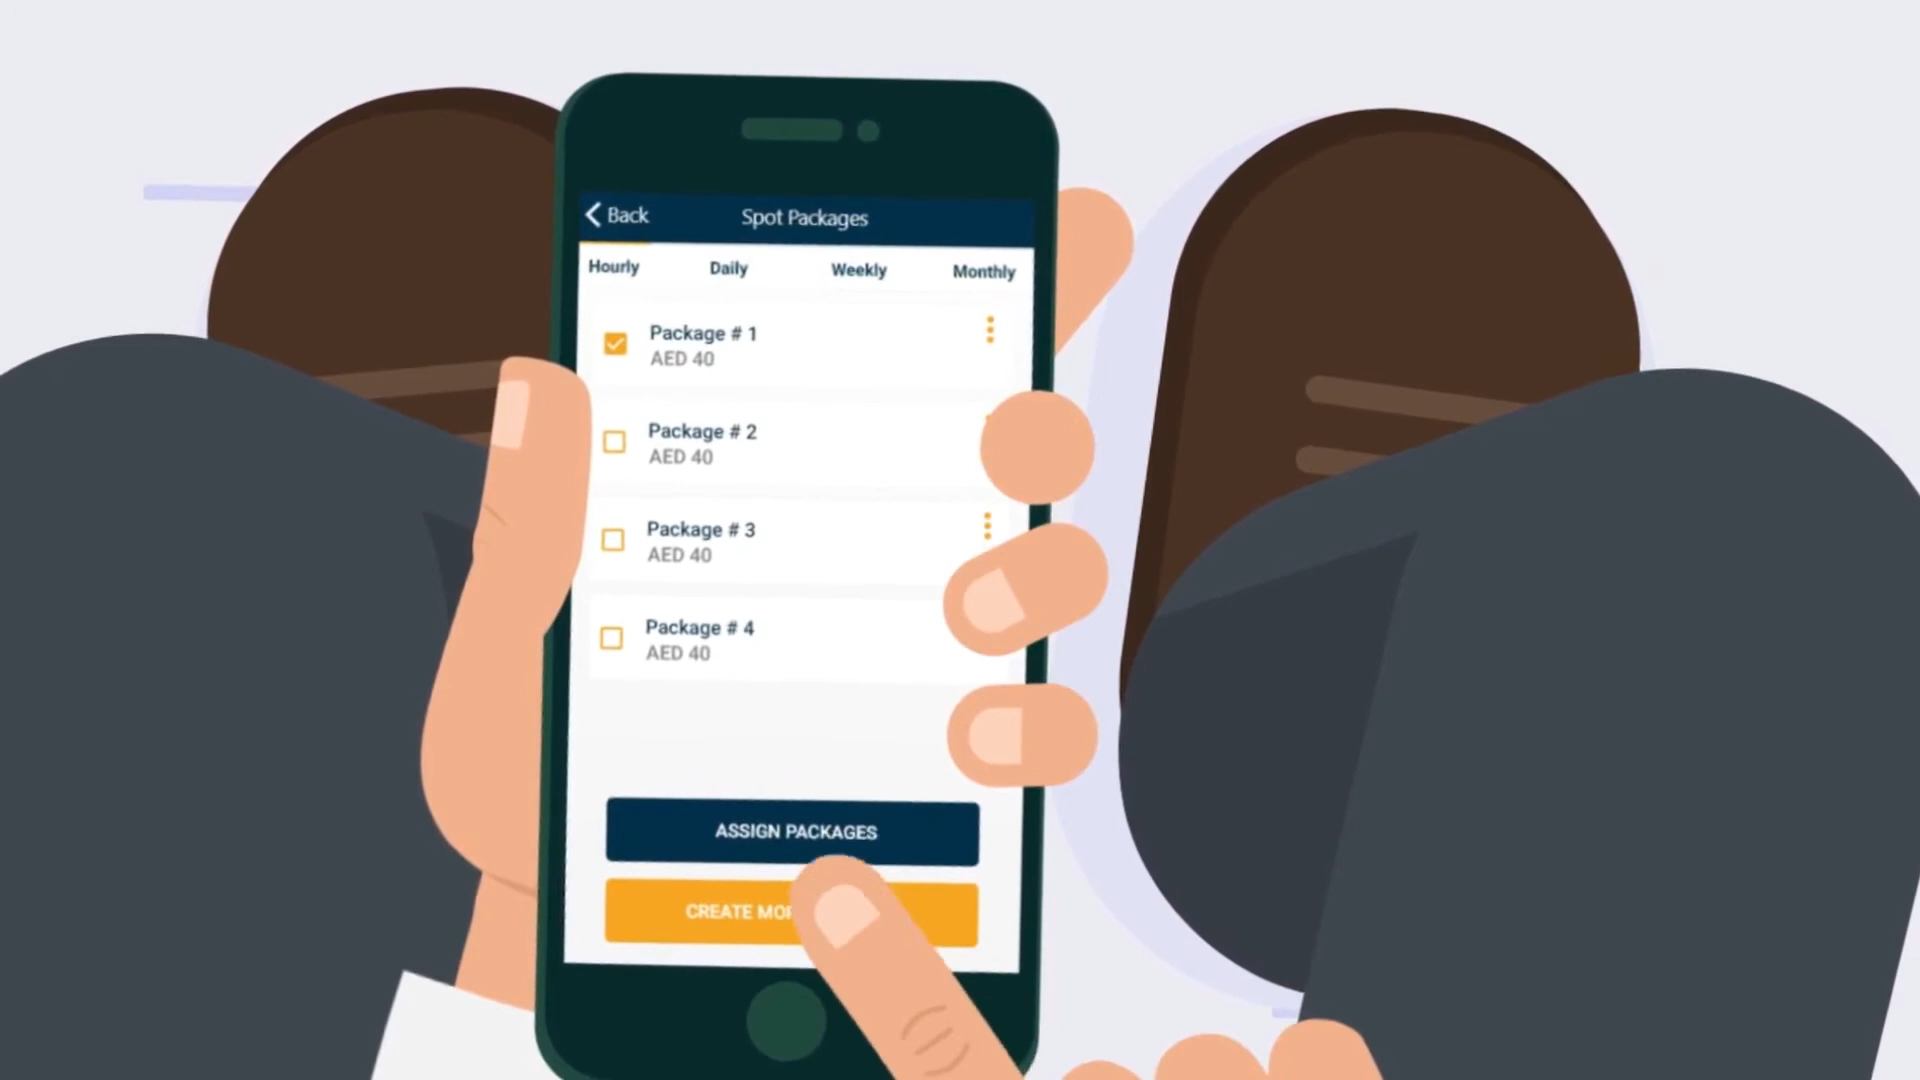 Back
Spot Packages
Hourly
Daily
Weekly
Monthly
Package # 1
AED 40
Package # 2
AED 40
Package # 3
AED 40
Package # 4
AED 40
ASSIGN PACKAGES
CREATE